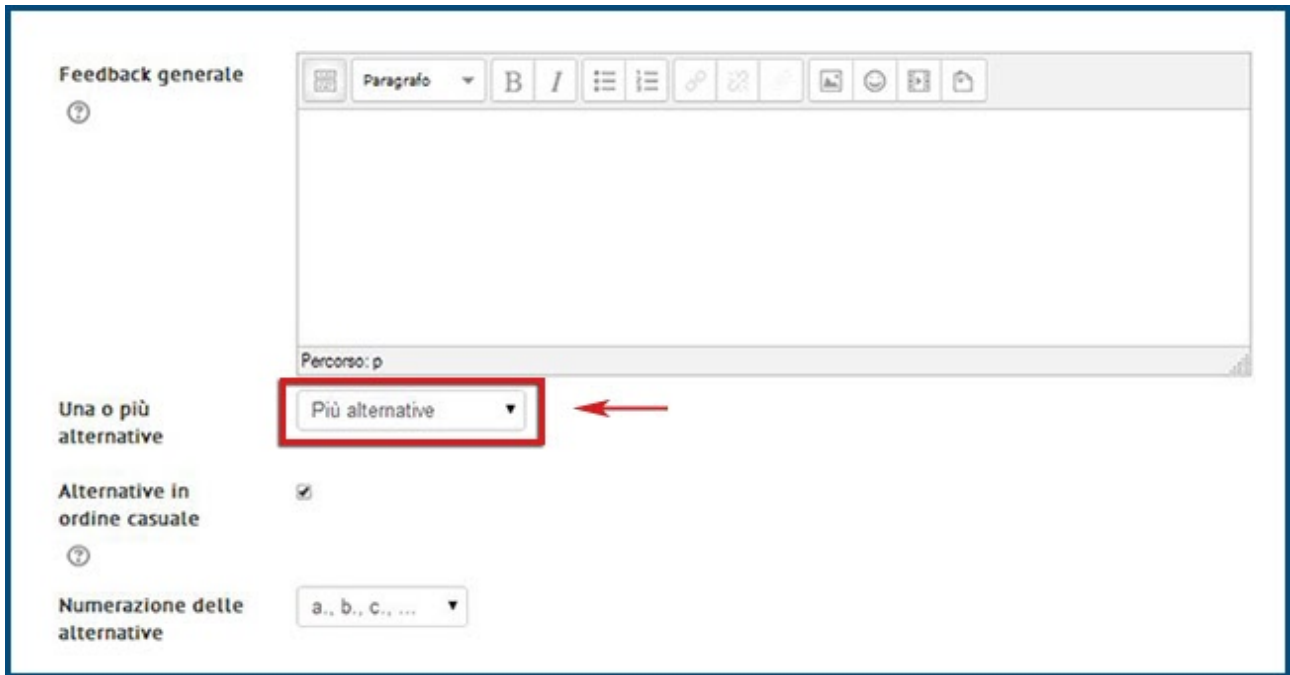 Feedback generale
Paragrafo
B I
Percorso: p
Una o più
alternative
Più alternative
Alternative in
ordine casuale
Numerazione delle
alternative
a., b., c., ...